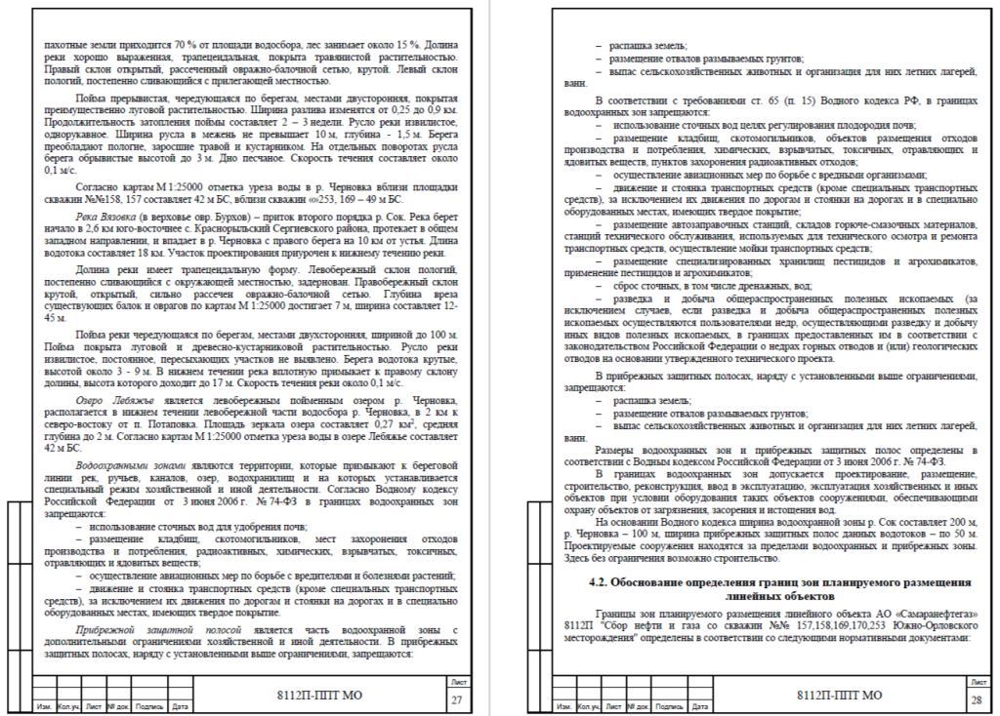 пахотные земли приходится 70 % от площади водосбора, лес занимает около 15 %. Долина
реки хорошо выраженная, трапецеидальная, покрыта травянистой растительностью.
Правый склон открытый, рассеченный овражно-балочной сетью, крутой. Левый склон
пологий, постепенно сливающийся с прилегающей местностью.
Пойма прерывистая, чередующаяся по берегам, местами двусторонняя, покрытая
преимущественно луговой растительностью. Ширина разлива изменятся от 0,25 до 0,9 км.
Продолжительность затопления поймы составляет 2 – 3 недели. Русло реки извилистое,
однорукавное. Ширина русла в межень не превышает 10 м, глубина - 1,5 м. Берега
преобладают пологие, заросшие травой и кустарником. На отдельных поворотах русла
берега обрывистые высотой до 3 м. Дно песчаное. Скорость течения составляет около
0,1 м/с.
Согласно картам М 1:25000 отметка уреза воды в р. Черновка вблизи площадки
скважин №№158, 157 составляет 42 м БС, вблизи скважин «»253, 169 – 49 м БС.
Река Вязовка (в верховье овр. Бурхов) – приток второго порядка р. Сок. Река берет
начало в 2,6 км юго-восточнее с. Краснорыльский Сергиевского района, протекает в общем
западном направлении, и впадает в р. Черновка с правого берега на 10 км от устья. Длина
водотока составляет 18 км. Участок проектирования приурочен к нижнему течению реки.
Долина реки имеет трапецеидальную форму. Левобережный склон пологий,
постепенно сливающийся с окружающей местностью, задернован. Правобережный склон
крутой, открытый, сильно рассечен овражно-балочной сетью. Глубина вреза
существующих балок и оврагов по картам М 1:25000 достигает 7 м, ширина составляет 12-
45 м.
Пойма реки чередующаяся по берегам, местами двухсторонняя, шириной до 100 м.
Пойма покрыта луговой и древесно-кустарниковой растительностью. Русло реки
извилистое, постоянное, пересыхающих участков не выявлено. Берега водотока крутые,
высотой около 3 - 9 м. В нижнем течении река вплотную примыкает к правому склону
долины, высота которого доходит до 17 м. Скорость течения реки около 0,1 м/с.
Озеро Лебяжье является левобережным пойменным озером р. Черновка,
располагается в нижнем течении левобережной части водосбора р. Черновка, в 2 км к
северо-востоку от п. Потаповка. Площадь зеркала озера составляет 0,27 км², средняя
глубина до 2 м. Согласно картам М 1:25000 отметка уреза воды в озере Лебяжье составляет
42 м БС.
Водоохранными зонами являются территории, которые примыкают к береговой
линии рек, ручьев, каналов, озер, водохранилищ и на которых устанавливается
специальный режим хозяйственной и иной деятельности. Согласно Водному кодексу
Российской Федерации от 3 июня 2006 г. № 74-ФЗ в границах водоохранных зон
запрещаются:
– использование сточных вод для удобрения почв;
– размещение кладбищ, скотомогильников, мест захоронения отходов
производства и потребления, радиоактивных, химических, взрывчатых, токсичных,
отравляющих и ядовитых веществ;
– осуществление авиационных мер по борьбе с вредителями и болезнями растений;
– движение и стоянка транспортных средств (кроме специальных транспортных
средств), за исключением их движения по дорогам и стоянки на дорогах и в специально
оборудованных местах, имеющих твердое покрытие.
Прибрежной защитной полосой является часть водоохранной зоны с
дополнительными ограничениями хозяйственной и иной деятельности. В прибрежных
защитных полосах, наряду с установленными выше ограничениями, запрещаются:
Изм. Кол.уч. Лист № док. Подпись Дата
8112П-ППТ МО
Лист
27
– распашка земель;
– размещение отвалов размываемых грунтов;
– выпас сельскохозяйственных животных и организация для них летних лагерей,
ванн.
В соответствии с требованиями ст. 65 (п. 15) Водного кодекса РФ, в границах
водоохранных зон запрещаются:
– использование сточных вод целях регулирования плодородия почв;
– размещение кладбищ, скотомогильников, объектов размещения отходов
производства и потребления, химических, взрывчатых, токсичных, отравляющих и
ядовитых веществ, пунктов захоронения радиоактивных отходов;
– осуществление авиационных мер по борьбе с вредными организмами;
– движение и стоянка транспортных средств (кроме специальных транспортных
средств), за исключением их движения по дорогам и стоянки на дорогах и в специально
оборудованных местах, имеющих твердое покрытие;
– размещение автозаправочных станций, складов горюче-смазочных материалов,
станций технического обслуживания, используемых для технического осмотра и ремонта
транспортных средств, осуществление мойки транспортных средств;
– размещение специализированных хранилищ пестицидов и агрохимикатов,
применение пестицидов и агрохимикатов;
– сброс сточных, в том числе дренажных, вод;
– разведка и добыча общераспространенных полезных ископаемых (за
исключением случаев, если разведка и добыча общераспространенных полезных
ископаемых осуществляются пользователями недр, осуществляющими разведку и добычу
иных видов полезных ископаемых, в границах предоставленных им в соответствии с
законодательством Российской Федерации о недрах горных отводов и (или) геологических
отводов на основании утвержденного технического проекта.
В прибрежных защитных полосах, наряду с установленными выше ограничениями,
запрещаются:
– распашка земель;
– размещение отвалов размываемых грунтов;
– выпас сельскохозяйственных животных и организация для них летних лагерей,
ванн.
Размеры водоохранных зон и прибрежных защитных полос определены в
соответствии с Водным кодексом Российской Федерации от 3 июня 2006 г. № 74-ФЗ.
В границах водоохранных зон допускается проектирование, размещение,
строительство, реконструкция, ввод в эксплуатацию, эксплуатация хозяйственных и иных
объектов при условии оборудования таких объектов сооружениями, обеспечивающими
охрану объектов от загрязнения, засорения и истощения вод.
На основании Водного кодекса ширина водоохранной зоны р. Сок составляет 200 м,
р. Черновка – 100 м, ширина прибрежных защитных полос данных водотоков – по 50 м.
Проектируемые сооружения находятся за пределами водоохранных и прибрежных зоны.
Здесь без ограничения возможно строительство.
4.2. Обоснование определения границ зон планируемого размещения
линейных объектов
Границы зон планируемого размещения линейного объекта АО «Самаранефтегаз»
8112П "Сбор нефти и газа со скважин №№ 157,158,169,170,253 Южно-Орловского
месторождения" определены в соответствии со следующими нормативными документами:
Изм. Кол.уч. Лист № док. Подпись Дата
8112П-ППТ МО
Лист
28